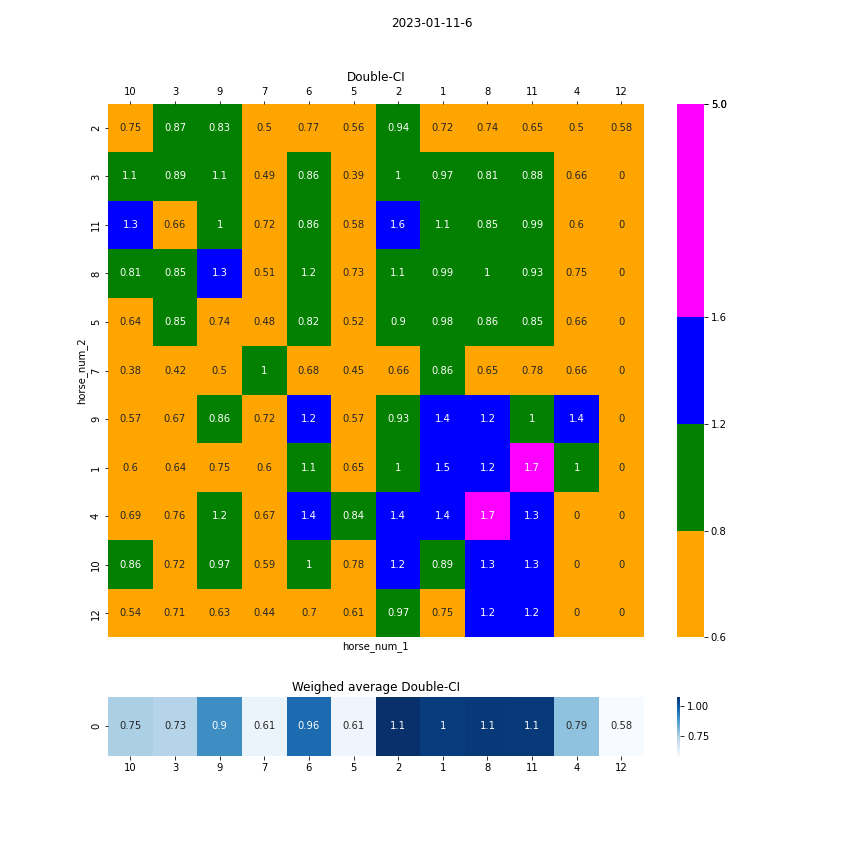 2023-01-11-6
Double-CI
10 3 9 7 6 5 2 1 8 11 4 12
2 0.75 0.87 0.83 0.5 0.77 0.56 0.94 0.72 0.74 0.65 0.5 0.58
3 1.1 0.89 1.1 0.49 0.86 0.39 1 0.97 0.81 0.88 0.66 0
11 1.3 0.66 1 0.72 0.86 0.58 1.6 1.1 0.85 0.99 0.6 0
8 0.81 0.85 1.3 0.51 1.2 0.73 1.1 0.99 1 0.93 0.75 0
5 0.64 0.85 0.74 0.48 0.82 0.52 0.9 0.98 0.86 0.85 0.66 0
7 0.38 0.42 0.5 1 0.68 0.45 0.66 0.86 0.65 0.78 0.66 0
9 0.57 0.67 0.86 0.72 1.2 0.57 0.93 1.4 1.2 1 1.4 0
1 0.6 0.64 0.75 0.6 1.1 0.65 1 1.5 1.2 1.7 1 0
4 0.69 0.76 1.2 0.67 1.4 0.84 1.4 1.4 1.7 1.3 0 0
10 0.86 0.72 0.97 0.59 1 0.78 1.2 0.89 1.3 1.3 0 0
12 0.54 0.71 0.63 0.44 0.7 0.61 0.97 0.75 1.2 1.2 0 0
horse_num_2
horse_num_1
5.0
1.6
1.2
0.8
0.6
Weighed average Double-CI
0 0.75 0.73 0.9 0.61 0.96 0.61 1.1 1 1.1 1.1 0.79 0.58
10 3 9 7 6 5 2 1 8 11 4 12
1.00
0.75